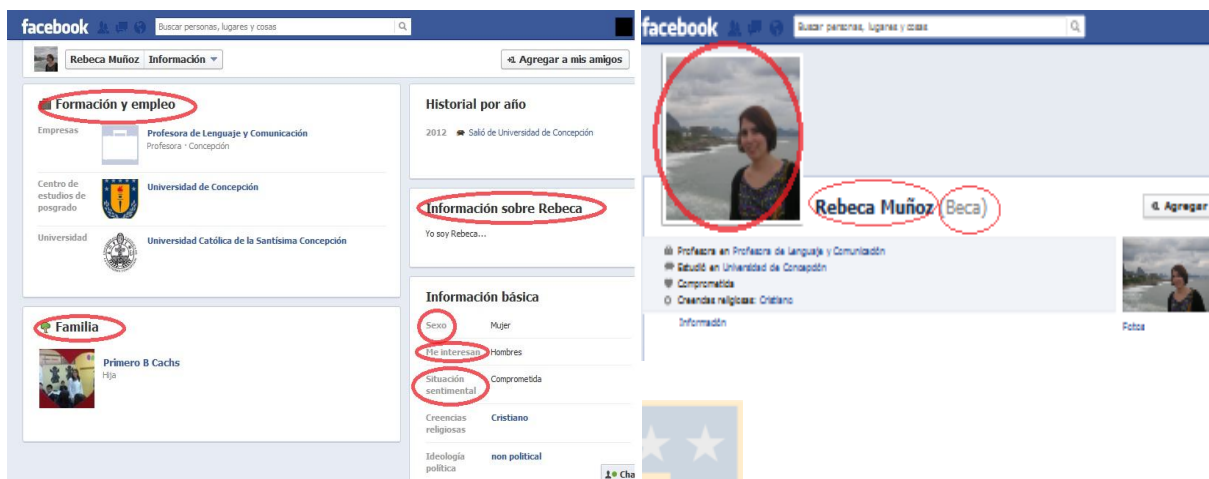 facebook Buscar personas, lugares y cosas
Rebeca Muñoz Información
Agregar a mis amigos
Formación y empleo
Empresas
Profesora de Lenguaje y Comunicación
Profesora · Concepción
Centro de
estudios de
posgrado
Universidad de Concepción
Universidad
Universidad Católica de la Santísima Concepción
Familia
Primero B Cachs
Hija
Historial por año
2012 Salió de Universidad de Concepción
Información sobre Rebeca
Yo soy Rebeca...
Información básica
Sexo Mujer
Me interesan Hombres
Situación
sentimental
Comprometida
Creencias
religiosas
Cristiano
Ideología
política
non political
Cha
facebook Buscar personas, lugares y cosas
Rebeca Muñoz (Beca)
Agregar
Profesora en Profesora de Lenguaje y Comunicación
Estudió en Universidad de Concepción
Comprometida
Creencias religiosas: Cristiano
Información
Fotos